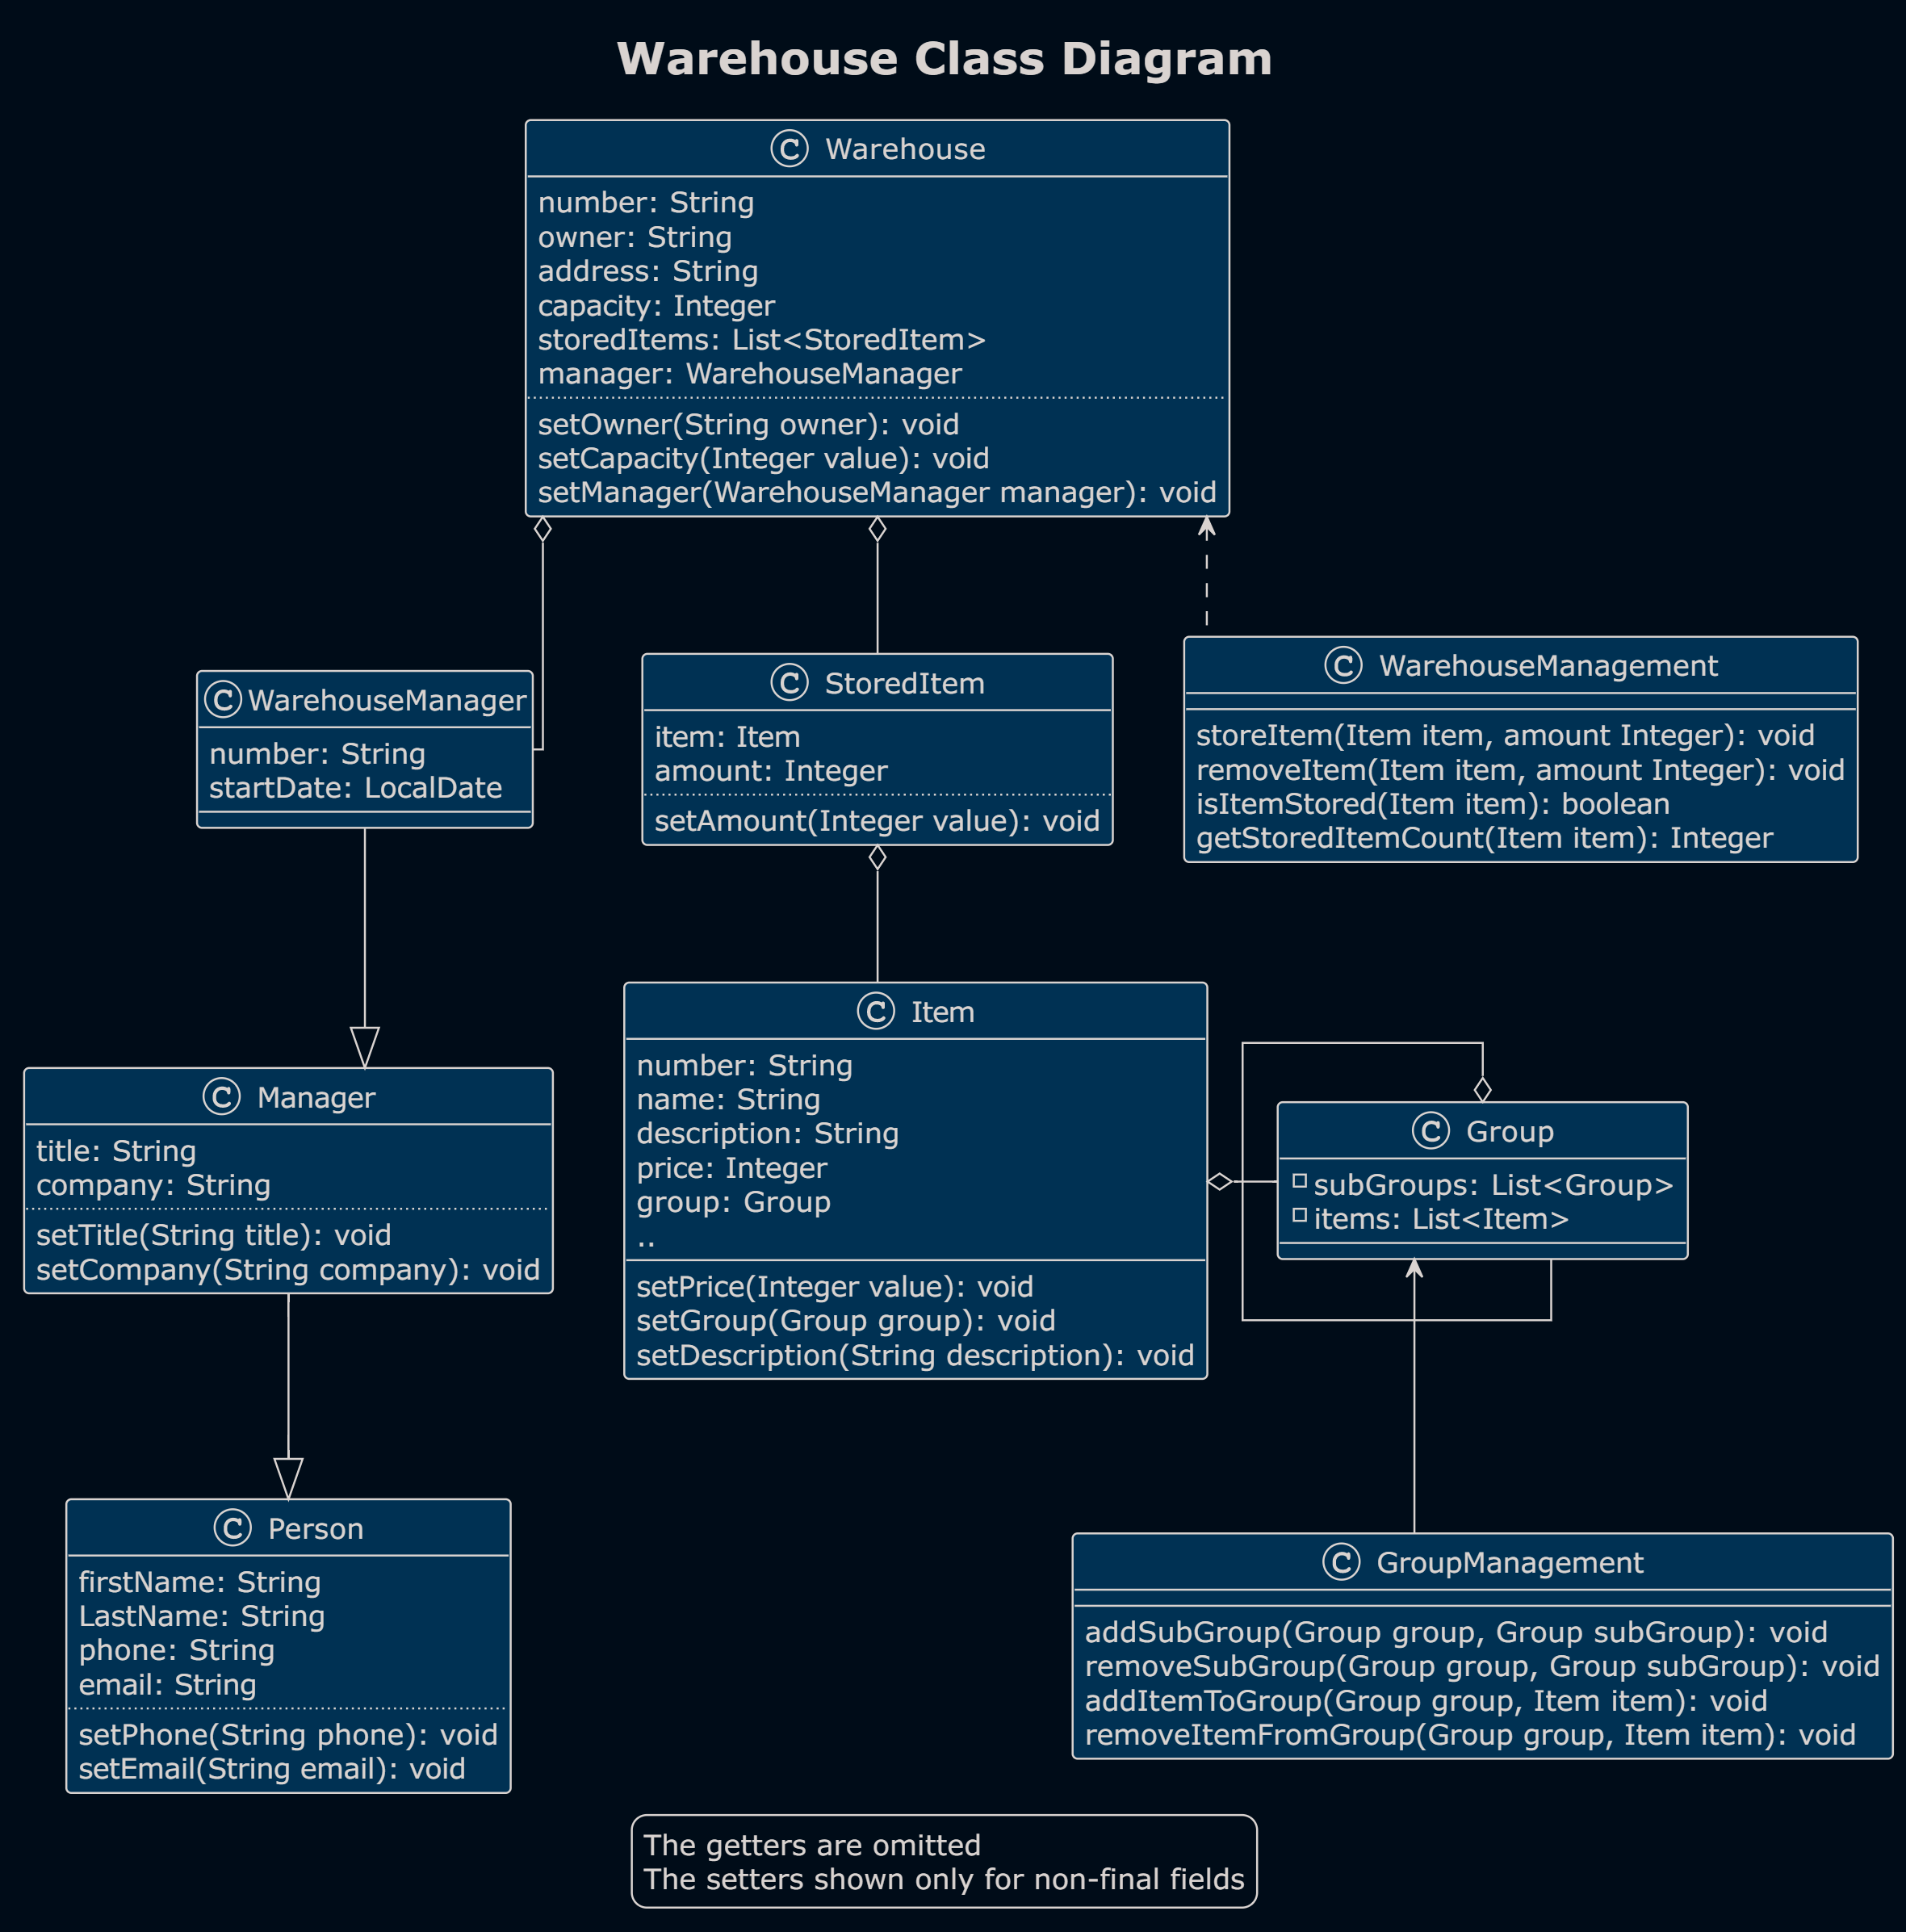 Warehouse Class Diagram
C Warehouse
number: String
owner: String
address: String
capacity: Integer
storedItems: List<StoredItem>
manager: WarehouseManager
setOwner(String owner): void
setCapacity(Integer value): void
setManager(WarehouseManager manager): void
C WarehouseManager
number: String
startDate: LocalDate
C StoredItem
item: Item
amount: Integer
setAmount(Integer value): void
C WarehouseManagement
storeItem(Item item, amount Integer): void
removeItem(Item item, amount Integer): void
isItemStored(Item item): boolean
getStoredItemCount(Item item): Integer
C Manager
title: String
company: String
setTitle(String title): void
setCompany(String company): void
C Item
number: String
name: String
description: String
price: Integer
group: Group
..
setPrice(Integer value): void
setGroup(Group group): void
setDescription(String description): void
C Group
subGroups: List<Group>
items: List<Item>
C Person
firstName: String
LastName: String
phone: String
email: String
setPhone(String phone): void
setEmail(String email): void
C GroupManagement
addSubGroup(Group group, Group subGroup): void
removeSubGroup(Group group, Group subGroup): void
addItemToGroup(Group group, Item item): void
removeItemFromGroup(Group group, Item item): void
The getters are omitted
The setters shown only for non-final fields